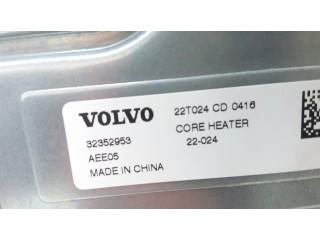 VOLVO 22T024 CD 0416
32352953 CORE HEATER
AEE05 22-024
MADE IN CHINA